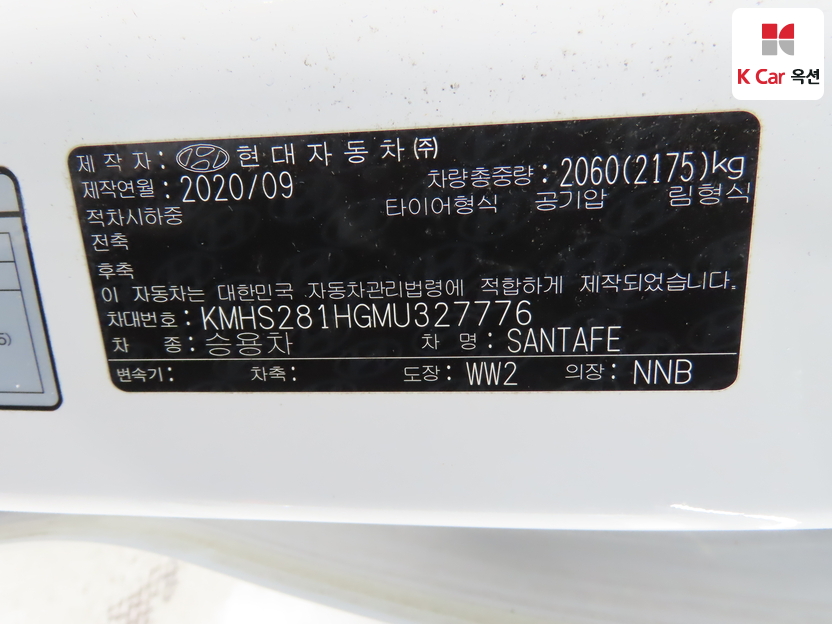 K Car 옥션
제 작 자 : 현 대 자 동 차 ㈜
제작연월 : 2020/09 차량총중량 : 2060(2175)kg
적차시하중 타이어형식 공기압 림형식
전축
후축
이 자동차는 대한민국 자동차관리법령에 적합하게 제작되었습니다.
차대번호 : KMHS281HGMU327776
차 종 : 승용차 차 명 : SANTAFE
변속기 : 차축 : 도장 : WW2 의장 : NNB